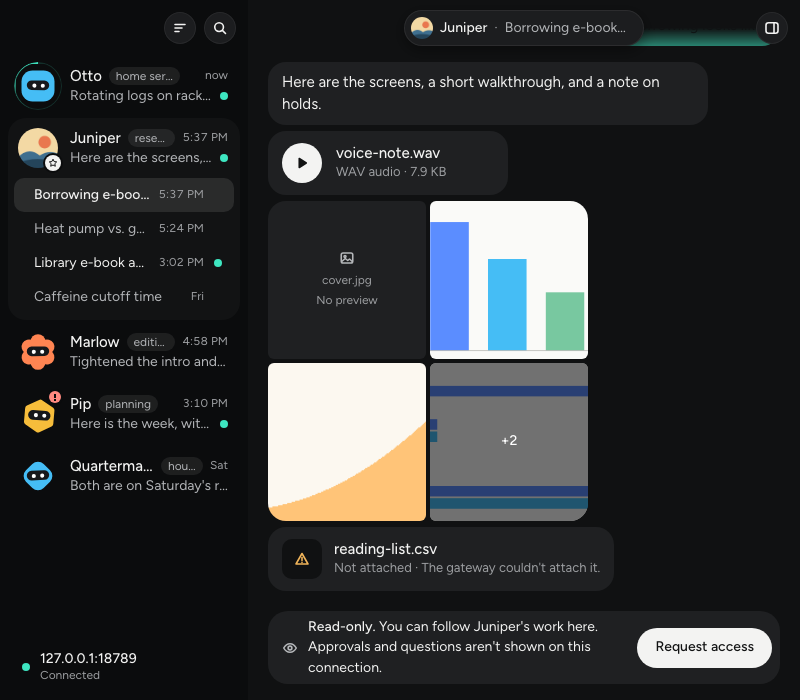 Juniper · Borrowing e-book...
Otto home ser... now
Rotating logs on rack...
Juniper rese... 5:37 PM
Here are the screens,...
Borrowing e-boo... 5:37 PM
Heat pump vs. g... 5:24 PM
Library e-book a... 3:02 PM
Caffeine cutoff time Fri
Marlow editi... 4:58 PM
Tightened the intro and...
Pip planning 3:10 PM
Here is the week, wit...
Quarterma... hou... Sat
Both are on Saturday's r...
127.0.0.1:18789
Connected
Here are the screens, a short walkthrough, and a note on
holds.
voice-note.wav
WAV audio · 7.9 KB
cover.jpg
No preview
+2
reading-list.csv
Not attached · The gateway couldn't attach it.
Read-only. You can follow Juniper's work here.
Approvals and questions aren't shown on this
connection.
Request access